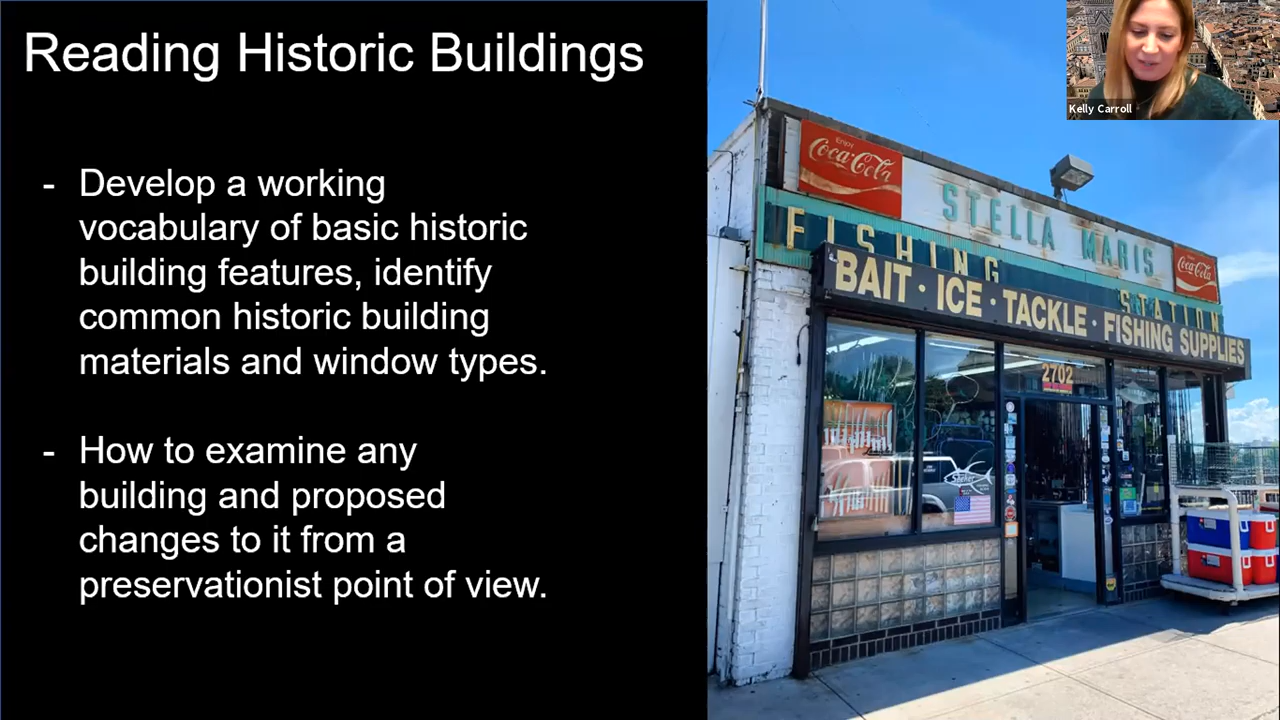 Reading Historic Buildings
- Develop a working
vocabulary of basic historic
building features, identify
common historic building
materials and window types.
- How to examine any
building and proposed
changes to it from a
preservationist point of view.
Kelly Carroll
Enjoy
Coca-Cola
STELLA MARIS
Coca-Cola
FISHING STATION
BAIT · ICE · TACKLE · FISHING SUPPLIES
2702